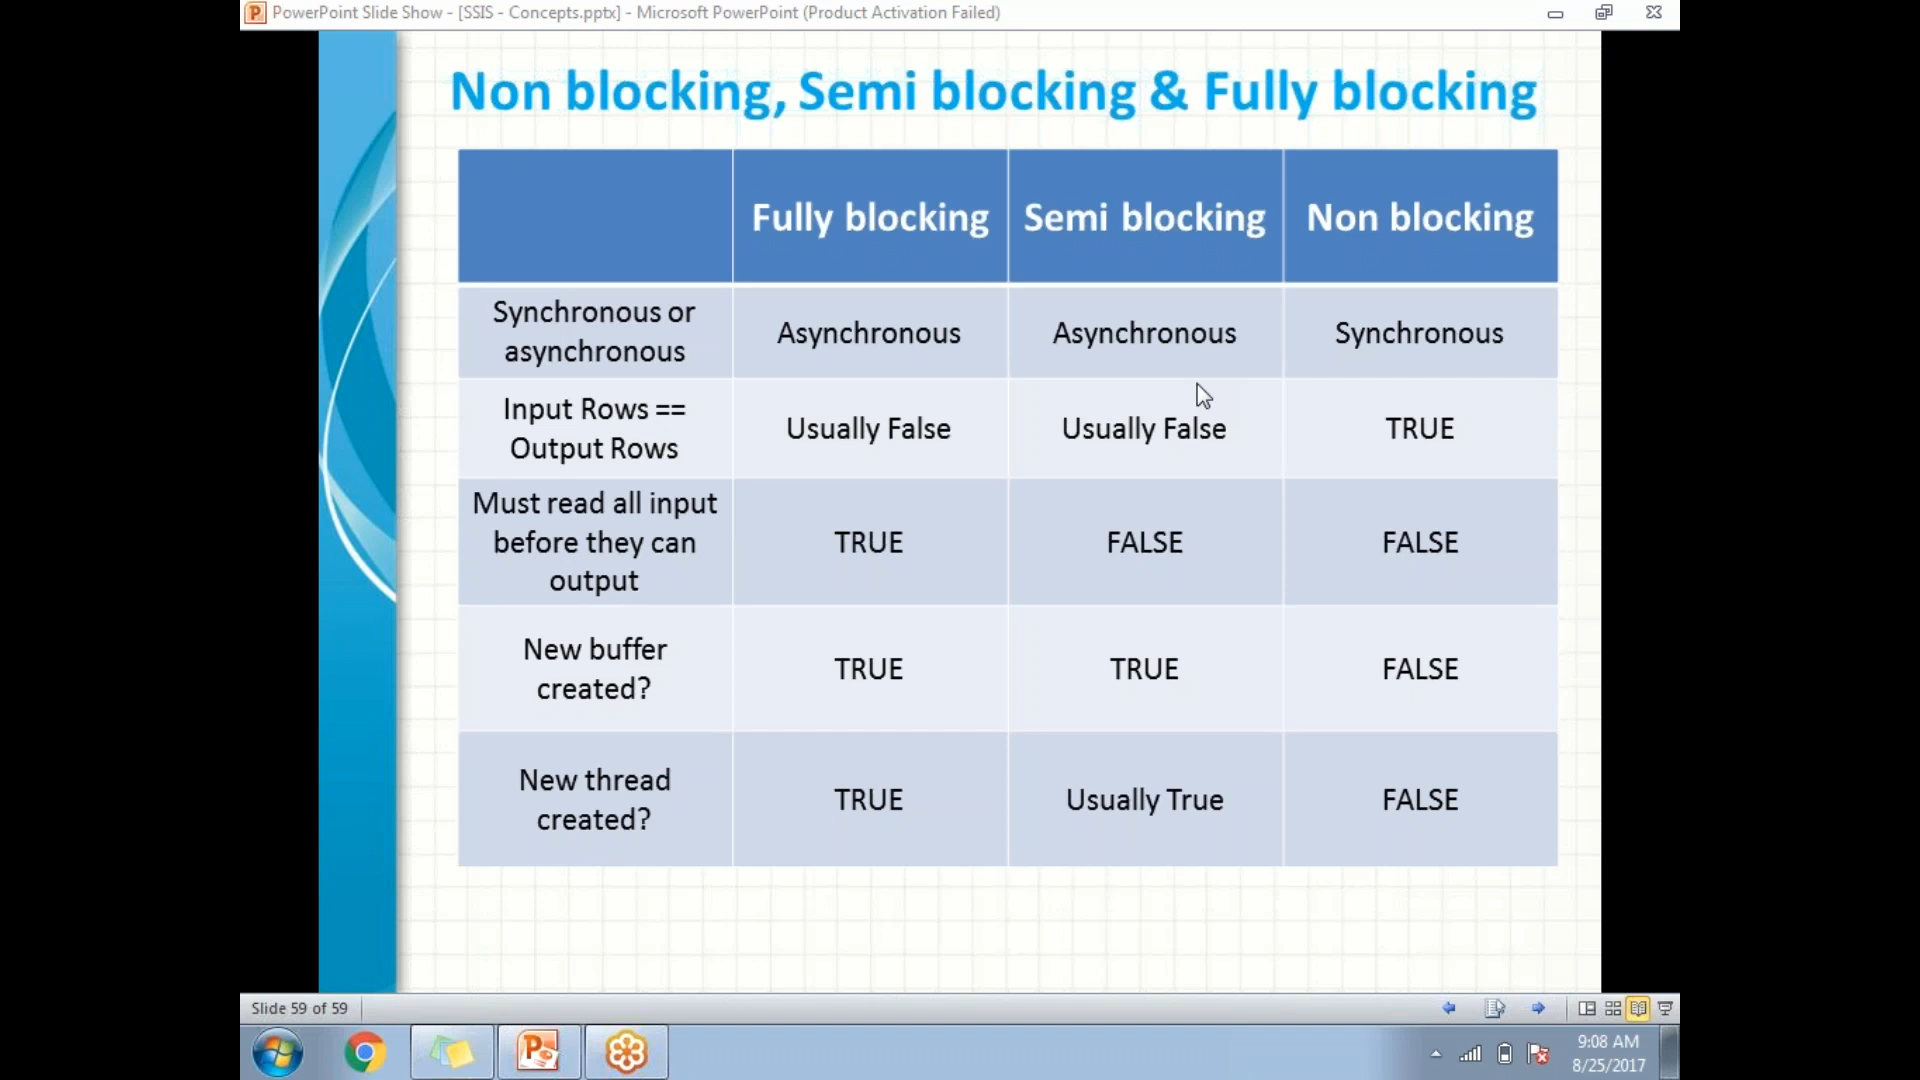 PowerPoint Slide Show - [SSIS - Concepts.pptx] - Microsoft PowerPoint (Product Activation Failed)
Non blocking, Semi blocking & Fully blocking
Fully blocking Semi blocking Non blocking
Synchronous or
asynchronous
Asynchronous Asynchronous Synchronous
Input Rows ==
Output Rows
Usually False Usually False TRUE
Must read all input
before they can
output
TRUE FALSE FALSE
New buffer
created?
TRUE TRUE FALSE
New thread
created?
TRUE Usually True FALSE
Slide 59 of 59
9:08 AM
8/25/2017